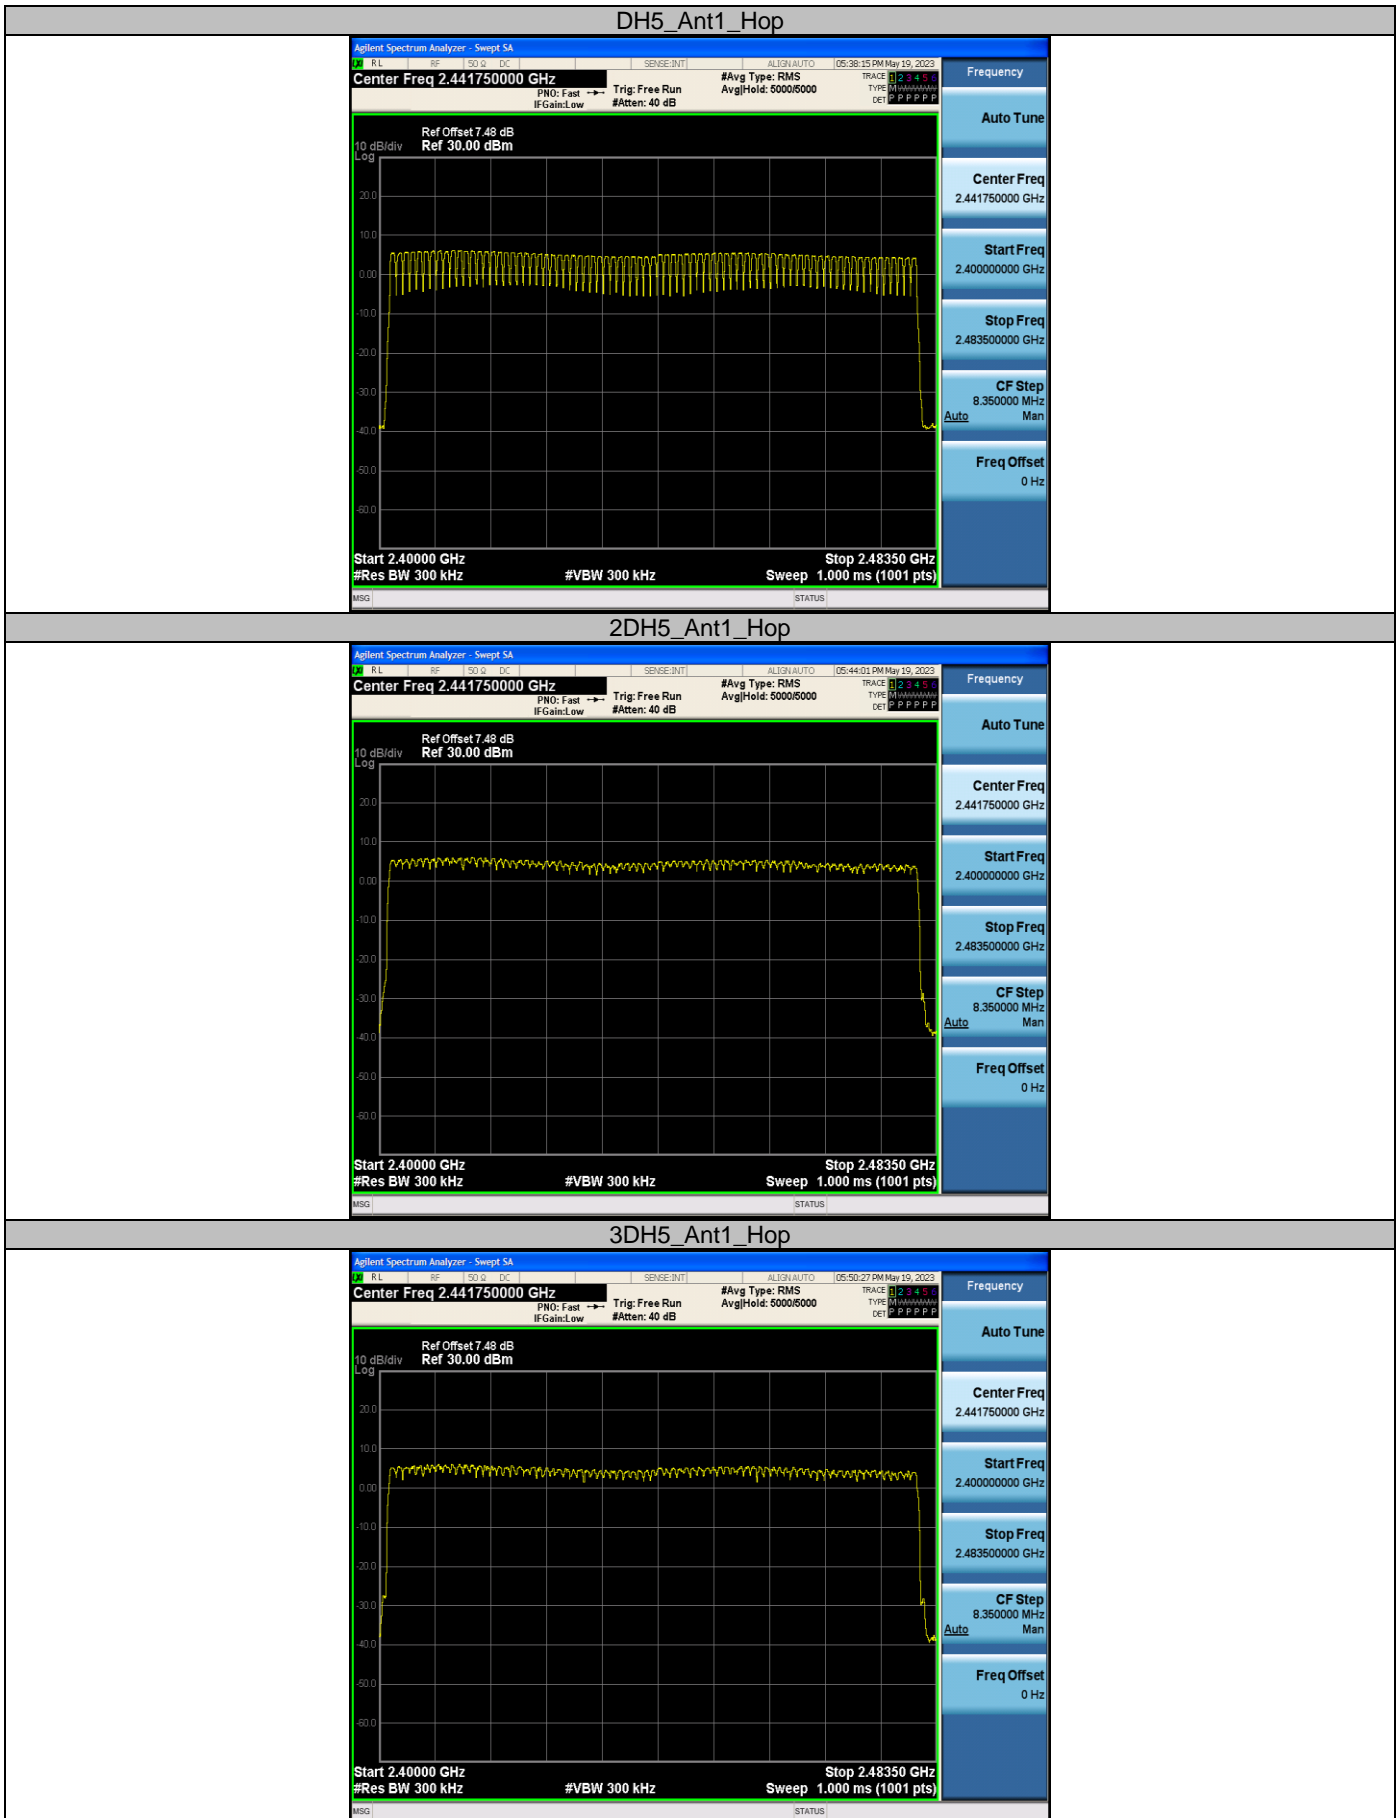 DH5_Ant1_Hop
Agilent Spectrum Analyzer - Swept SA
RL RF 50 Ω DC SENSE:INT ALIGNAUTO 05:38:15 PM May 19, 2023
Center Freq 2.441750000 GHz #Avg Type: RMS TRACE 1 2 3 4 5 6
PNO: Fast Trig: Free Run Avg|Hold: 5000/5000 TYPE M
IFGain:Low #Atten: 40 dB DET P P P P P P
Frequency
Auto Tune
Center Freq
2.441750000 GHz
Start Freq
2.400000000 GHz
Stop Freq
2.483500000 GHz
CF Step
8.350000 MHz
Auto Man
Freq Offset
0 Hz
Ref Offset 7.48 dB
10 dB/div Ref 30.00 dBm
Log
20.0
10.0
0.00
-10.0
-20.0
-30.0
-40.0
-50.0
-60.0
Start 2.40000 GHz Stop 2.48350 GHz
#Res BW 300 kHz #VBW 300 kHz Sweep 1.000 ms (1001 pts)
MSG STATUS
2DH5_Ant1_Hop
Agilent Spectrum Analyzer - Swept SA
RL RF 50 Ω DC SENSE:INT ALIGNAUTO 05:44:01 PM May 19, 2023
Center Freq 2.441750000 GHz #Avg Type: RMS TRACE 1 2 3 4 5 6
PNO: Fast Trig: Free Run Avg|Hold: 5000/5000 TYPE M
IFGain:Low #Atten: 40 dB DET P P P P P P
Frequency
Auto Tune
Center Freq
2.441750000 GHz
Start Freq
2.400000000 GHz
Stop Freq
2.483500000 GHz
CF Step
8.350000 MHz
Auto Man
Freq Offset
0 Hz
Ref Offset 7.48 dB
10 dB/div Ref 30.00 dBm
Log
20.0
10.0
0.00
-10.0
-20.0
-30.0
-40.0
-50.0
-60.0
Start 2.40000 GHz Stop 2.48350 GHz
#Res BW 300 kHz #VBW 300 kHz Sweep 1.000 ms (1001 pts)
MSG STATUS
3DH5_Ant1_Hop
Agilent Spectrum Analyzer - Swept SA
RL RF 50 Ω DC SENSE:INT ALIGNAUTO 05:50:27 PM May 19, 2023
Center Freq 2.441750000 GHz #Avg Type: RMS TRACE 1 2 3 4 5 6
PNO: Fast Trig: Free Run Avg|Hold: 5000/5000 TYPE M
IFGain:Low #Atten: 40 dB DET P P P P P P
Frequency
Auto Tune
Center Freq
2.441750000 GHz
Start Freq
2.400000000 GHz
Stop Freq
2.483500000 GHz
CF Step
8.350000 MHz
Auto Man
Freq Offset
0 Hz
Ref Offset 7.48 dB
10 dB/div Ref 30.00 dBm
Log
20.0
10.0
0.00
-10.0
-20.0
-30.0
-40.0
-50.0
-60.0
Start 2.40000 GHz Stop 2.48350 GHz
#Res BW 300 kHz #VBW 300 kHz Sweep 1.000 ms (1001 pts)
MSG STATUS